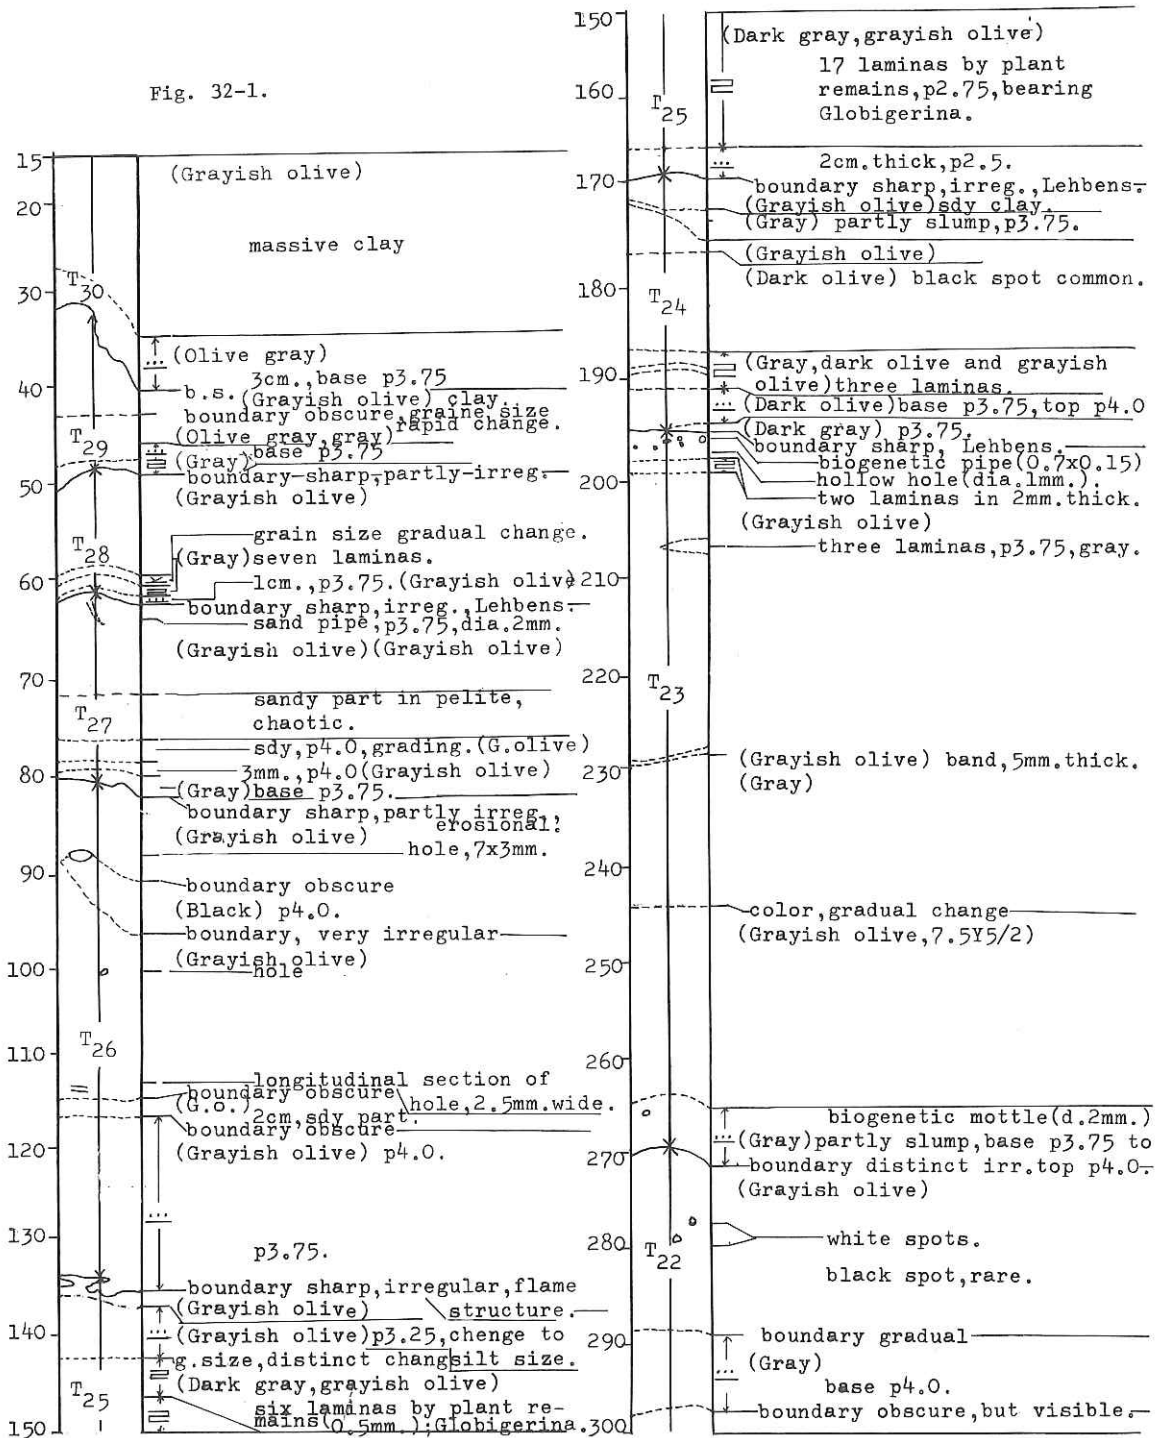 Fig. 32-1.
15
(Grayish olive)
20
massive clay
T30
30
(Olive gray)
3cm.,base p3.75
40
b.s.(Grayish olive) clay.
boundary obscure,graine size
rapid change.
T29
(Olive gray,gray)
base p3.75
(Gray)
boundary-sharp,partly-irreg.
50
(Grayish olive)
grain size gradual change.
T28
(Gray)seven laminas.
60
1cm.,p3.75.(Grayish olive)
boundary sharp,irreg.,Lehbens-
sand pipe,p3.75,dia.2mm.
(Grayish olive)(Grayish olive)
70
sandy part in pelite,
chaotic.
T27
sdy,p4.0,grading.(G.olive)
3mm.,p4.0(Grayish olive)
80
(Gray)base p3.75.
boundary sharp,partly irreg.,
erosional:
(Grayish olive)
hole,7x3mm.
90
boundary obscure
(Black) p4.0.
boundary, very irregular
(Grayish olive)
100
hole
T26
110
longitudinal section of
boundary obscure
hole,2.5mm.wide.
(G.o.)
2cm,sdy part.
boundary obscure
120
(Grayish olive) p4.0.
130
p3.75.
boundary sharp,irregular,flame
structure.
(Grayish olive)
140
(Grayish olive)p3.25,chenge to
silt size.
g.size,distinct chang
T25
(Dark gray,grayish olive)
six laminas by plant re-
mains(0.5mm.);Globigerina.
150
150
(Dark gray,grayish olive)
17 laminas by plant
160
remains,p2.75,bearing
T25
Globigerina.
2cm.thick,p2.5.
170
boundary sharp,irreg.,Lehbens-
(Grayish olive)sdy clay.
(Gray) partly slump,p3.75.
(Grayish olive)
(Dark olive) black spot common.
180
T24
(Gray,dark olive and grayish
190
olive)three laminas.
(Dark olive)base p3.75,top p4.0
(Dark gray) p3.75,
boundary sharp, Lehbens.
biogenetic pipe(0.7x0.15)
200
hollow hole(dia.1mm.).
two laminas in 2mm.thick.
(Grayish olive)
three laminas,p3.75,gray.
210
220
T23
(Grayish olive) band,5mm.thick.
230
(Gray)
240
color,gradual change
(Grayish olive,7.5Y5/2)
250
260
biogenetic mottle(d.2mm.)
(Gray)partly slump,base p3.75 to
270
boundary distinct irr.top p4.0-
(Grayish olive)
280
T22
white spots.
black spot,rare.
290
boundary gradual
(Gray)
base p4.0.
300
boundary obscure,but visible.